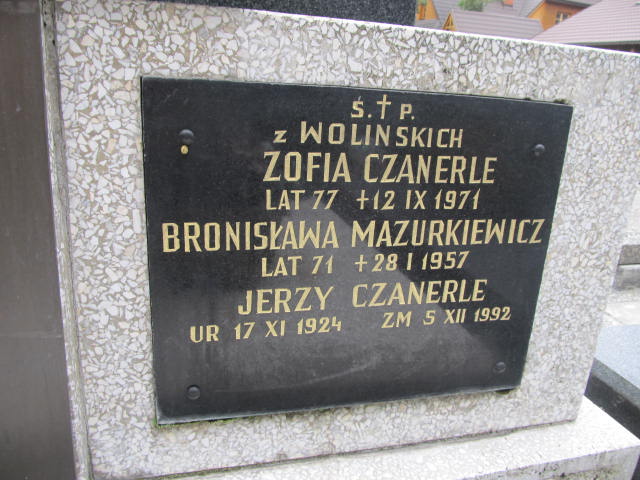 Ś.†P.
z WOLIŃSKICH
ZOFIA CZANERLE
LAT 77 +12 IX 1971
BRONISŁAWA MAZURKIEWICZ
LAT 71 +28 I 1957
JERZY CZANERLE
UR 17 XI 1924 ZM 5 XII 1992